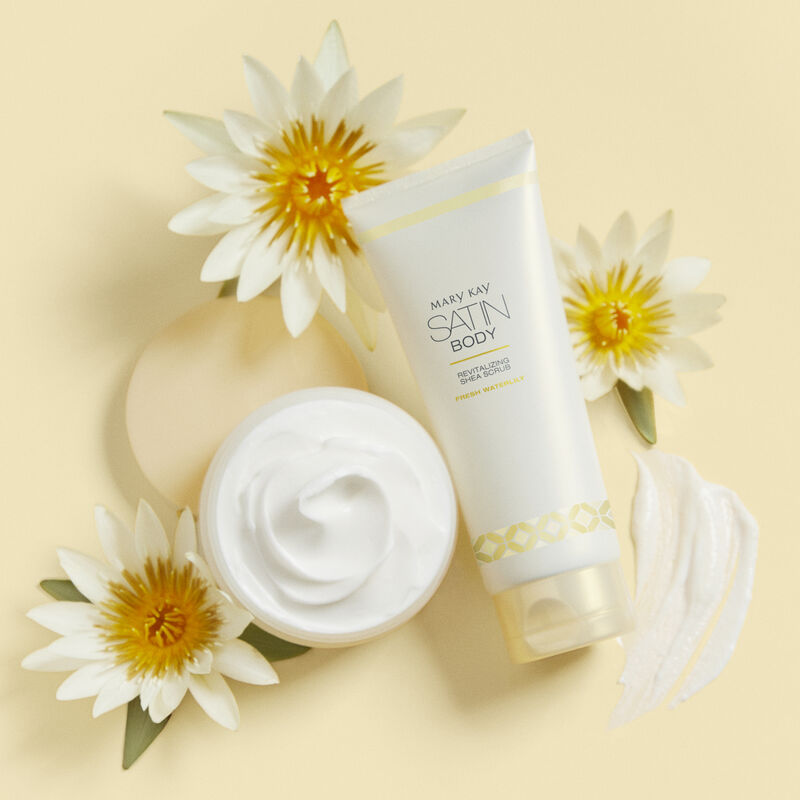 MARY KAY
SATIN
BODY
REVITALIZING
SHEA SCRUB
FRESH WATERLILY